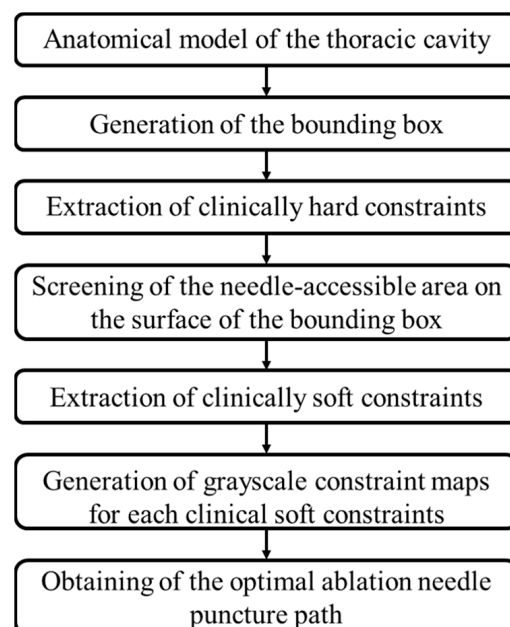 Anatomical model of the thoracic cavity
Generation of the bounding box
Extraction of clinically hard constraints
Screening of the needle-accessible area on
the surface of the bounding box
Extraction of clinically soft constraints
Generation of grayscale constraint maps
for each clinical soft constraints
Obtaining of the optimal ablation needle
puncture path